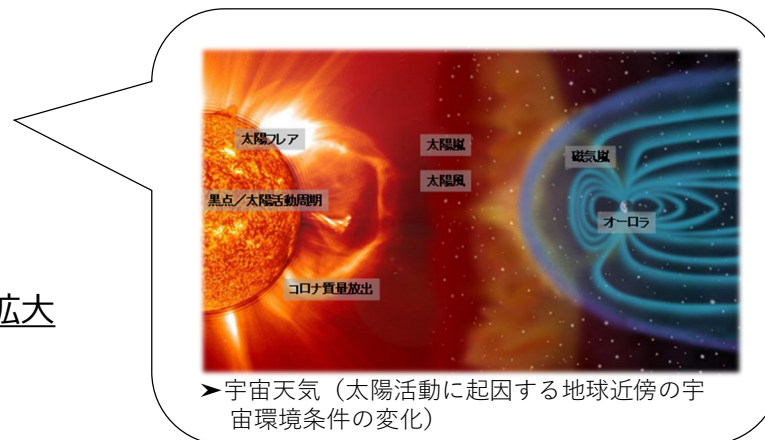 太陽フレア
太陽嵐
磁気嵐
太陽風
黒点／太陽活動周期
オーロラ
コロナ質量放出
拡大
➤宇宙天気（太陽活動に起因する地球近傍の宇
宙環境条件の変化）